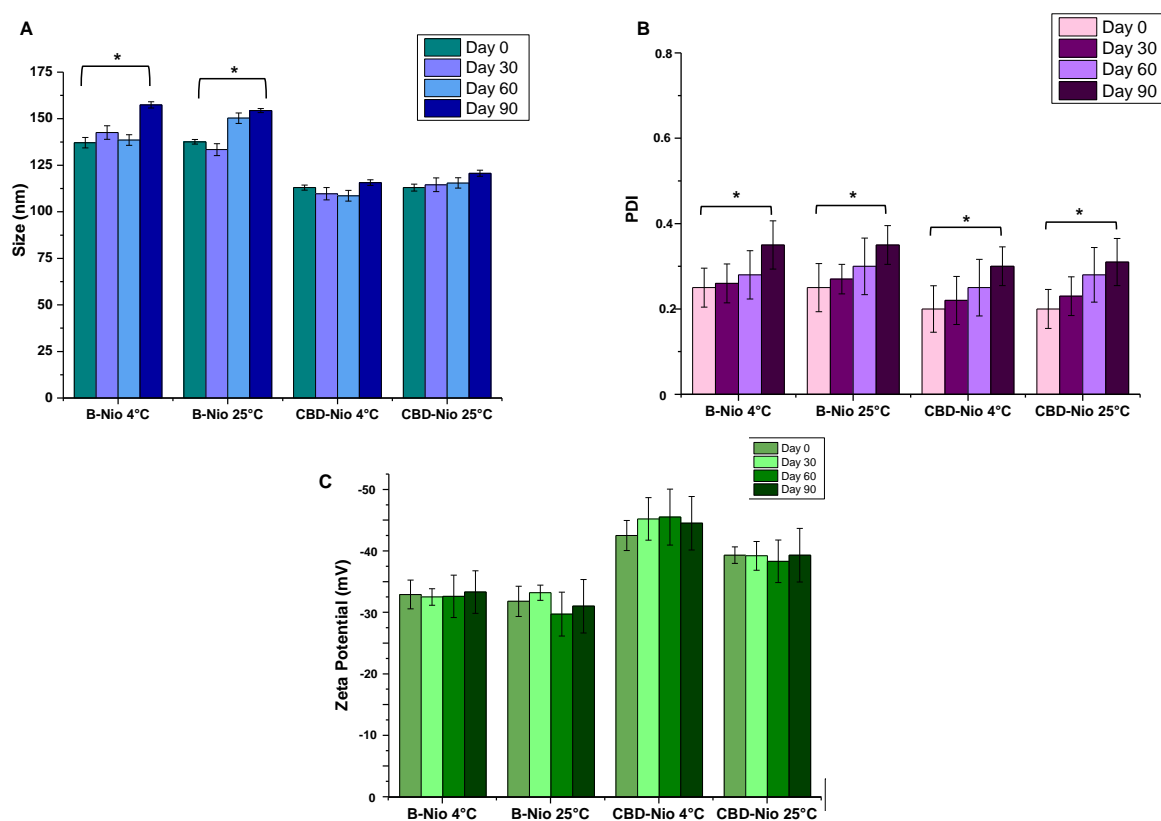 A
Day 0
Day 30
Day 60
Day 90
*
*
175
150
125
100
75
50
25
0
Size (nm)
B-Nio 4°C
B-Nio 25°C
CBD-Nio 4°C
CBD-Nio 25°C
B
Day 0
Day 30
Day 60
Day 90
0.8
0.6
0.4
0.2
0.0
PDI
*
*
*
*
B-Nio 4°C
B-Nio 25°C
CBD-Nio 4°C
CBD-Nio 25°C
C
Day 0
Day 30
Day 60
Day 90
-50
-40
-30
-20
-10
0
Zeta Potential (mV)
B-Nio 4°C
B-Nio 25°C
CBD-Nio 4°C
CBD-Nio 25°C